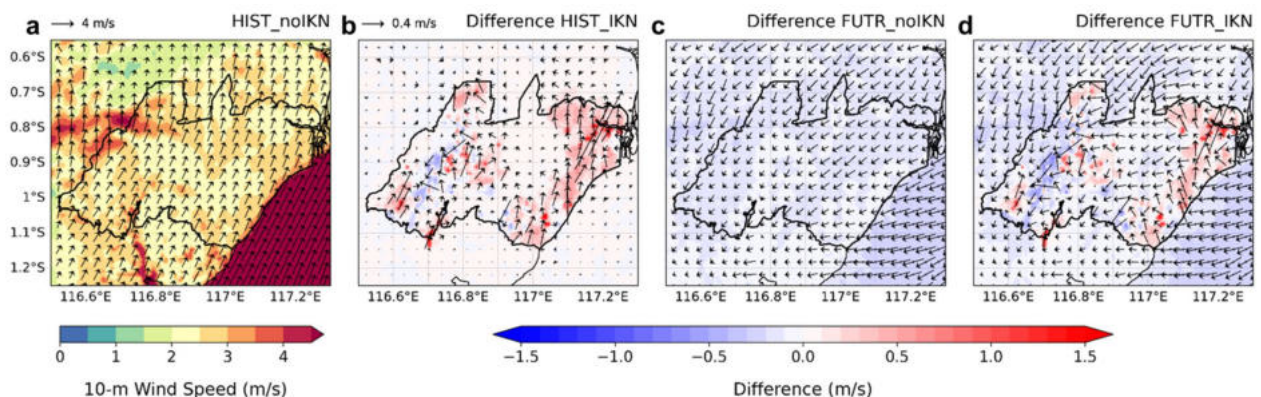 a → 4 m/s HIST_noIKN b → 0.4 m/s Difference HIST_IKN c Difference FUTR_noIKN d Difference FUTR_IKN
0.6°S
0.7°S
0.8°S
0.9°S
1°S
1.1°S
1.2°S
116.6°E 116.8°E 117°E 117.2°E 116.6°E 116.8°E 117°E 117.2°E 116.6°E 116.8°E 117°E 117.2°E 116.6°E 116.8°E 117°E 117.2°E
0 1 2 3 4 −1.5 −1.0 −0.5 0.0 0.5 1.0 1.5
10-m Wind Speed (m/s) Difference (m/s)